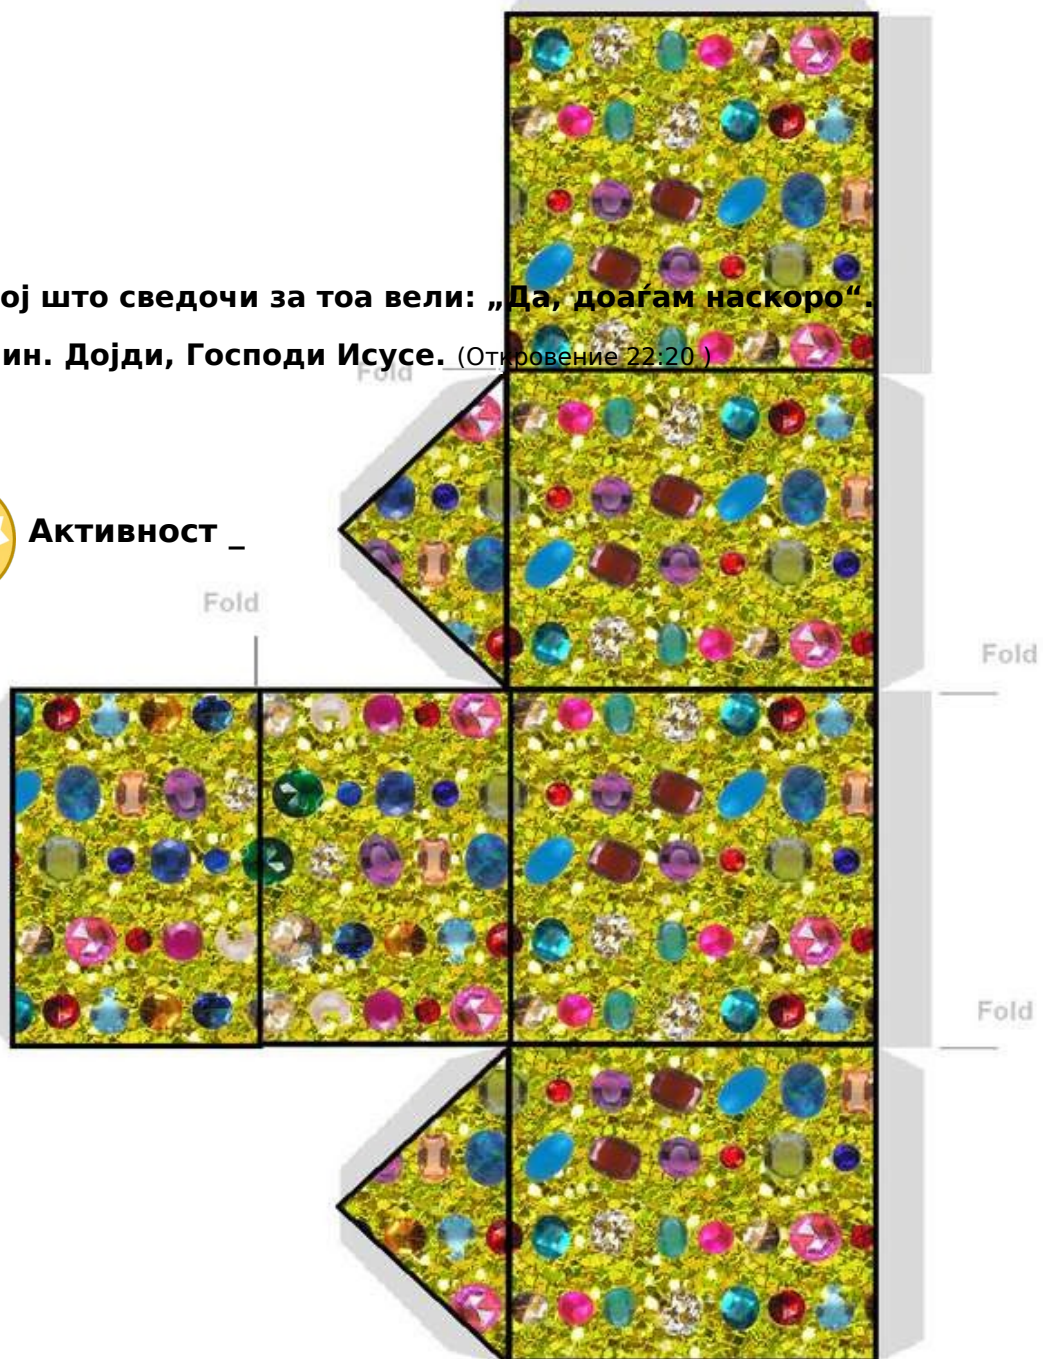 ој што сведочи за тоа вели: „Да, доаѓам наскоро“.
ин. Дојди, Господи Исусе. (Откровение 22:20 )
Fold
Активност _
Fold
Fold
Fold